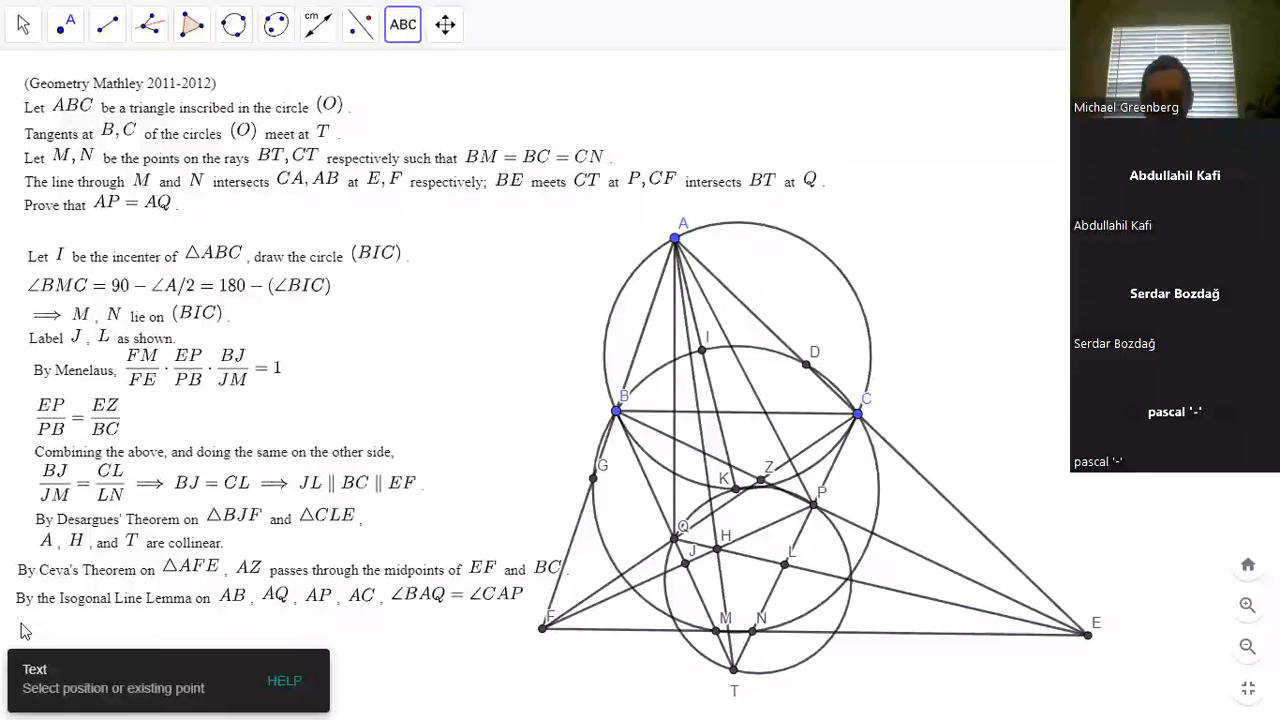 A
cm
ABC
(Geometry Mathley 2011-2012)
Let ABC be a triangle inscribed in the circle (O) .
Tangents at B, C of the circles (O) meet at T .
Let M, N be the points on the rays BT, CT respectively such that BM = BC = CN .
The line through M and N intersects CA, AB at E, F respectively; BE meets CT at P, CF intersects BT at Q .
Prove that AP = AQ .
Let I be the incenter of △ABC , draw the circle (BIC) .
∠BMC = 90 − ∠A/2 = 180 − (∠BIC)
⟹ M , N lie on (BIC) .
Label J , L as shown.
By Menelaus, FM/FE · EP/PB · BJ/JM = 1
EP/PB = EZ/BC
Combining the above, and doing the same on the other side,
BJ/JM = CL/LN ⟹ BJ = CL ⟹ JL ∥ BC ∥ EF .
By Desargues' Theorem on △BJF and △CLE ,
A , H , and T are collinear.
By Ceva's Theorem on △AFE , AZ passes through the midpoints of EF and BC .
By the Isogonal Line Lemma on AB , AQ , AP , AC , ∠BAQ = ∠CAP
Text
Select position or existing point
HELP
A
I
D
B
C
G
Z
K
P
Q
H
J
L
F
M
N
E
T
Michael Greenberg
Abdullahil Kafi
Abdullahil Kafi
Serdar Bozdağ
Serdar Bozdağ
pascal '-'
pascal '-'